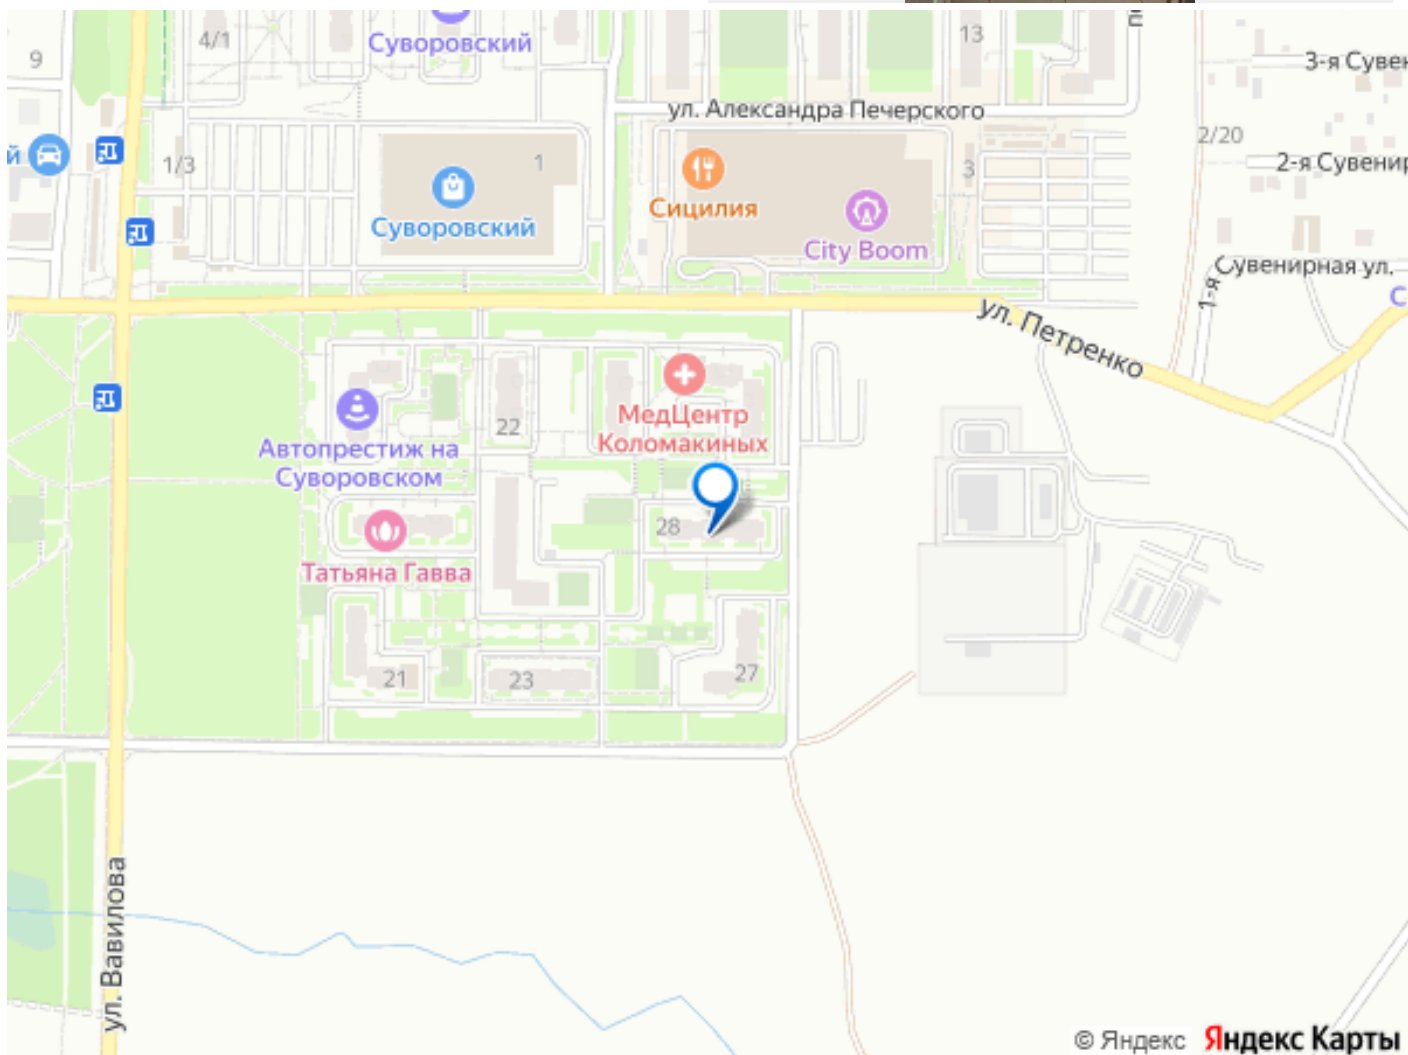 4/1
Суворовский
13
9
3-я Сувен
ул. Александра Печерского
2/20
й
1/3
1
3
2-я Сувенир
Сицилия
Суворовский
City Boom
Сувенирная ул.
1-я
С
ул. Петренко
МедЦентр
Коломакиных
22
Автопрестиж на
Суворовском
28
Татьяна Гавва
21
23
27
ул. Вавилова
© Яндекс Яндекс Карты